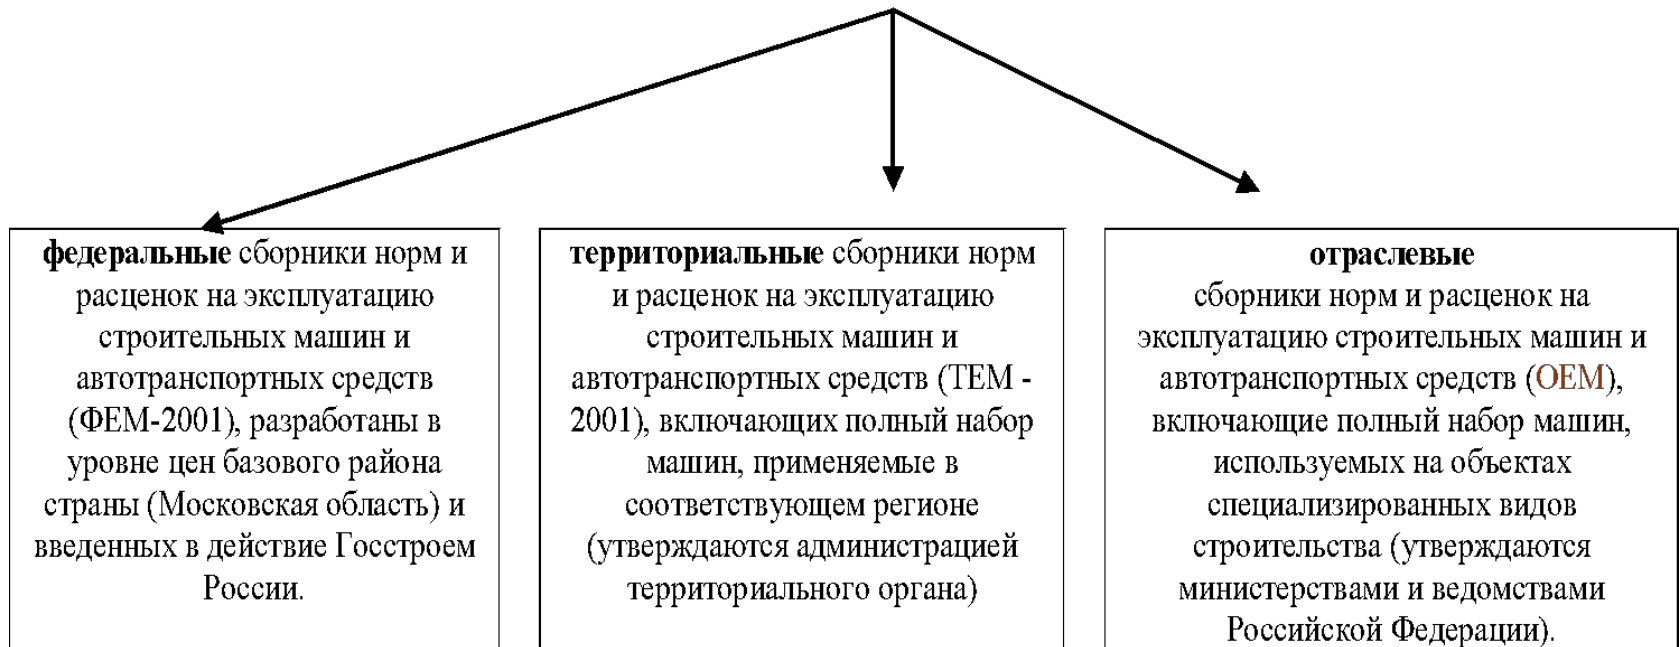 федеральные сборники норм и
расценок на эксплуатацию
строительных машин и
автотранспортных средств
(ФЕМ-2001), разработаны в
уровне цен базового района
страны (Московская область) и
введенных в действие Госстроем
России.
территориальные сборники норм
и расценок на эксплуатацию
строительных машин и
автотранспортных средств (ТЕМ -
2001), включающих полный набор
машин, применяемые в
соответствующем регионе
(утверждаются администрацией
территориального органа)
отраслевые
сборники норм и расценок на
эксплуатацию строительных машин и
автотранспортных средств (ОЕМ),
включающие полный набор машин,
используемых на объектах
специализированных видов
строительства (утверждаются
министерствами и ведомствами
Российской Федерации).